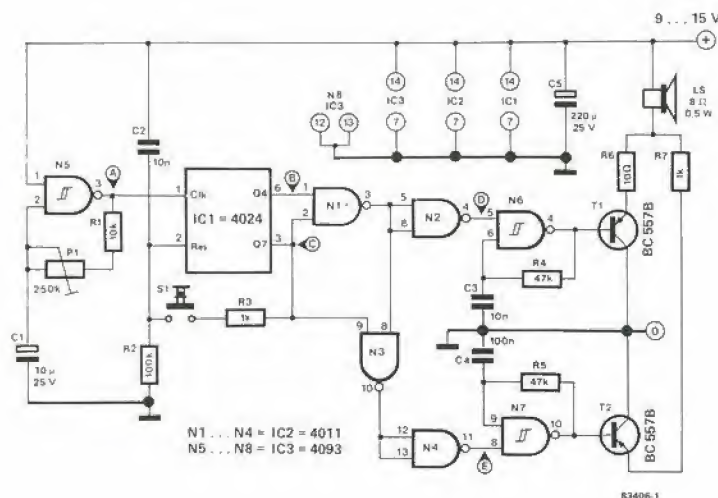 9 ... 15 V
+
LS
8 Ω
0,5 W
C2
10n
N5
1
2
3
A
R1
10k
P1
250k
C1
10 µ
25 V
R2
100k
S1
R3
1k
1
Clk
Q4
6
B
IC1 = 4024
2
Res
Q7
3
C
N8
IC3
12
13
14
IC3
7
14
IC2
7
14
IC1
7
C5
220 µ
25 V
R6
10Ω
R7
1k
1
2
N1
3
5
6
N2
4
D
5
6
N6
4
R4
47k
C3
10n
T1
BC 557B
0
9
8
N3
10
100n
C4
R5
47k
12
13
N4
11
E
9
8
N7
10
T2
BC 557B
N1 ... N4 = IC2 = 4011
N5 ... N8 = IC3 = 4093
83406-1